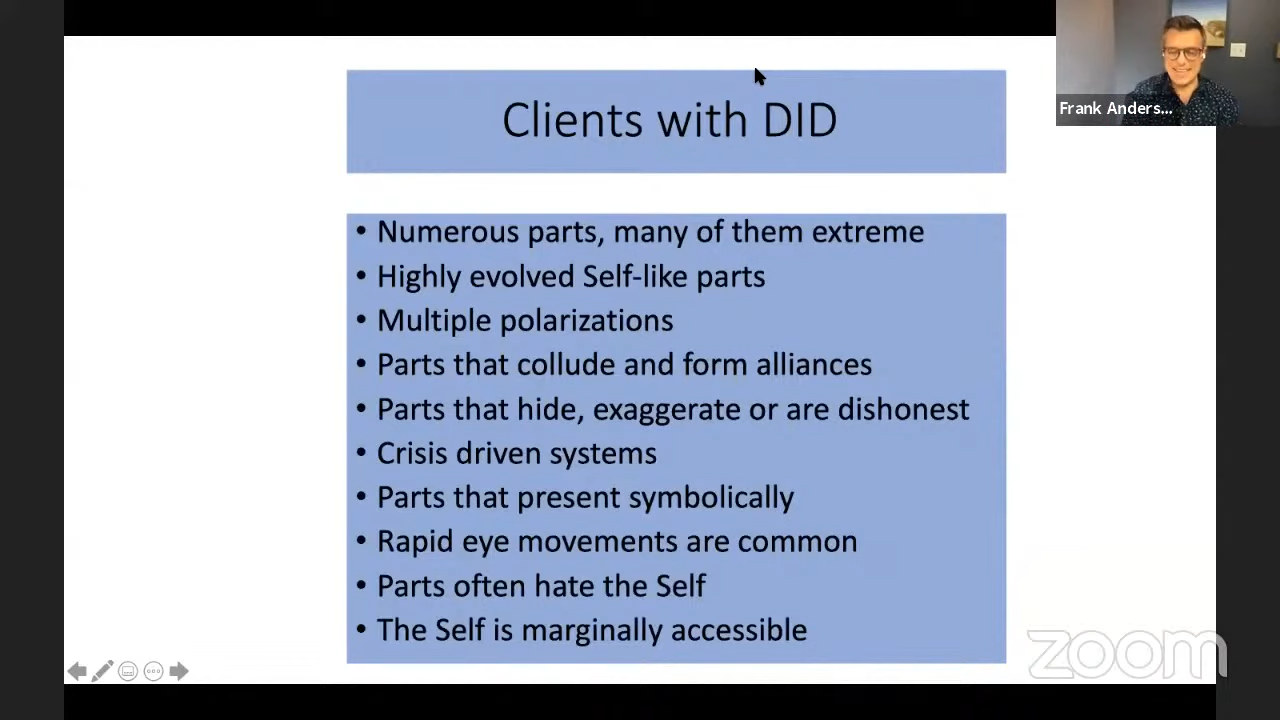 Clients with DID
Frank Anders...
• Numerous parts, many of them extreme
• Highly evolved Self-like parts
• Multiple polarizations
• Parts that collude and form alliances
• Parts that hide, exaggerate or are dishonest
• Crisis driven systems
• Parts that present symbolically
• Rapid eye movements are common
• Parts often hate the Self
• The Self is marginally accessible
zoom